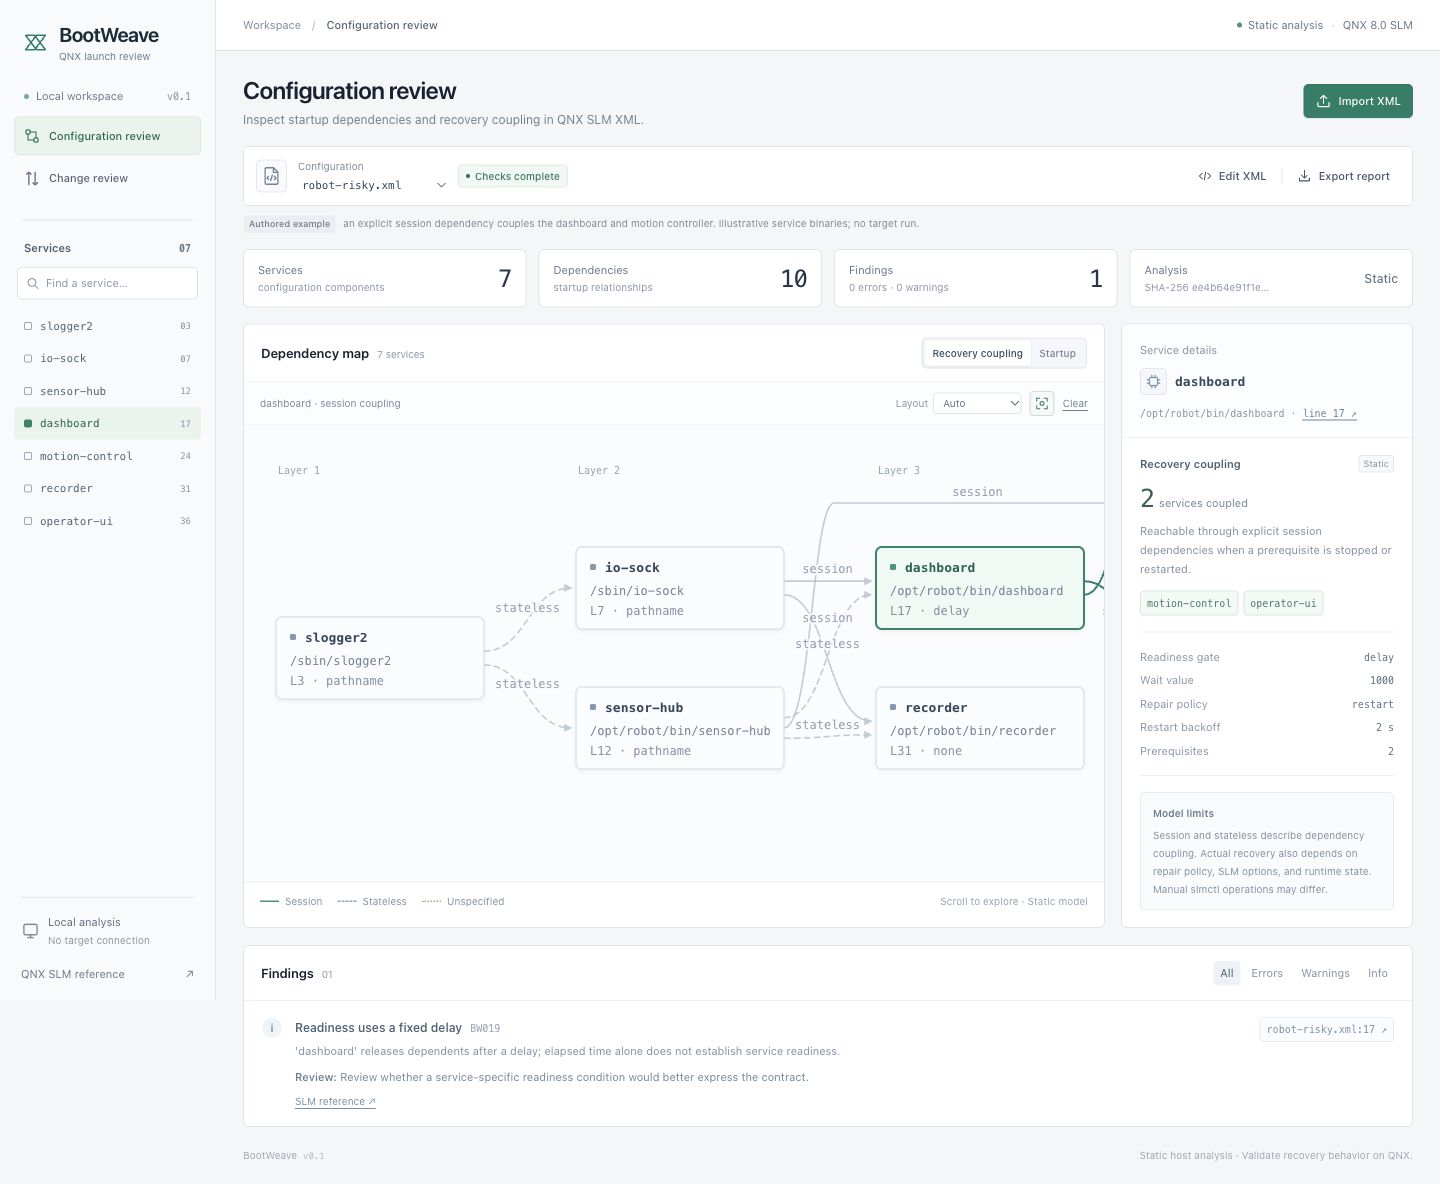 BootWeave
QNX launch review
Local workspace v0.1
Configuration review
Change review
Services 07
Find a service...
slogger2 03
io-sock 07
sensor-hub 12
dashboard 17
motion-control 24
recorder 31
operator-ui 36
Local analysis
No target connection
QNX SLM reference ↗
Workspace / Configuration review
Static analysis · QNX 8.0 SLM
Configuration review
Inspect startup dependencies and recovery coupling in QNX SLM XML.
Import XML
Configuration
robot-risky.xml
Checks complete
</> Edit XML
Export report
Authored example an explicit session dependency couples the dashboard and motion controller. Illustrative service binaries; no target run.
Services
configuration components
7
Dependencies
startup relationships
10
Findings
0 errors · 0 warnings
1
Analysis
SHA-256 ee4b64e91f1e...
Static
Dependency map 7 services
Recovery coupling Startup
dashboard · session coupling
Layout Auto
Clear
Layer 1 Layer 2 Layer 3
session
slogger2
/sbin/slogger2
L3 · pathname
stateless
stateless
io-sock
/sbin/io-sock
L7 · pathname
sensor-hub
/opt/robot/bin/sensor-hub
L12 · pathname
session
session
stateless
stateless
dashboard
/opt/robot/bin/dashboard
L17 · delay
recorder
/opt/robot/bin/recorder
L31 · none
Session Stateless Unspecified
Scroll to explore · Static model
Service details
dashboard
/opt/robot/bin/dashboard · line 17 ↗
Recovery coupling Static
2 services coupled
Reachable through explicit session
dependencies when a prerequisite is stopped or
restarted.
motion-control operator-ui
Readiness gate delay
Wait value 1000
Repair policy restart
Restart backoff 2 s
Prerequisites 2
Model limits
Session and stateless describe dependency
coupling. Actual recovery also depends on
repair policy, SLM options, and runtime state.
Manual slmctl operations may differ.
Findings 01
All Errors Warnings Info
i Readiness uses a fixed delay BW019
robot-risky.xml:17 ↗
'dashboard' releases dependents after a delay; elapsed time alone does not establish service readiness.
Review: Review whether a service-specific readiness condition would better express the contract.
SLM reference ↗
BootWeave v0.1
Static host analysis · Validate recovery behavior on QNX.